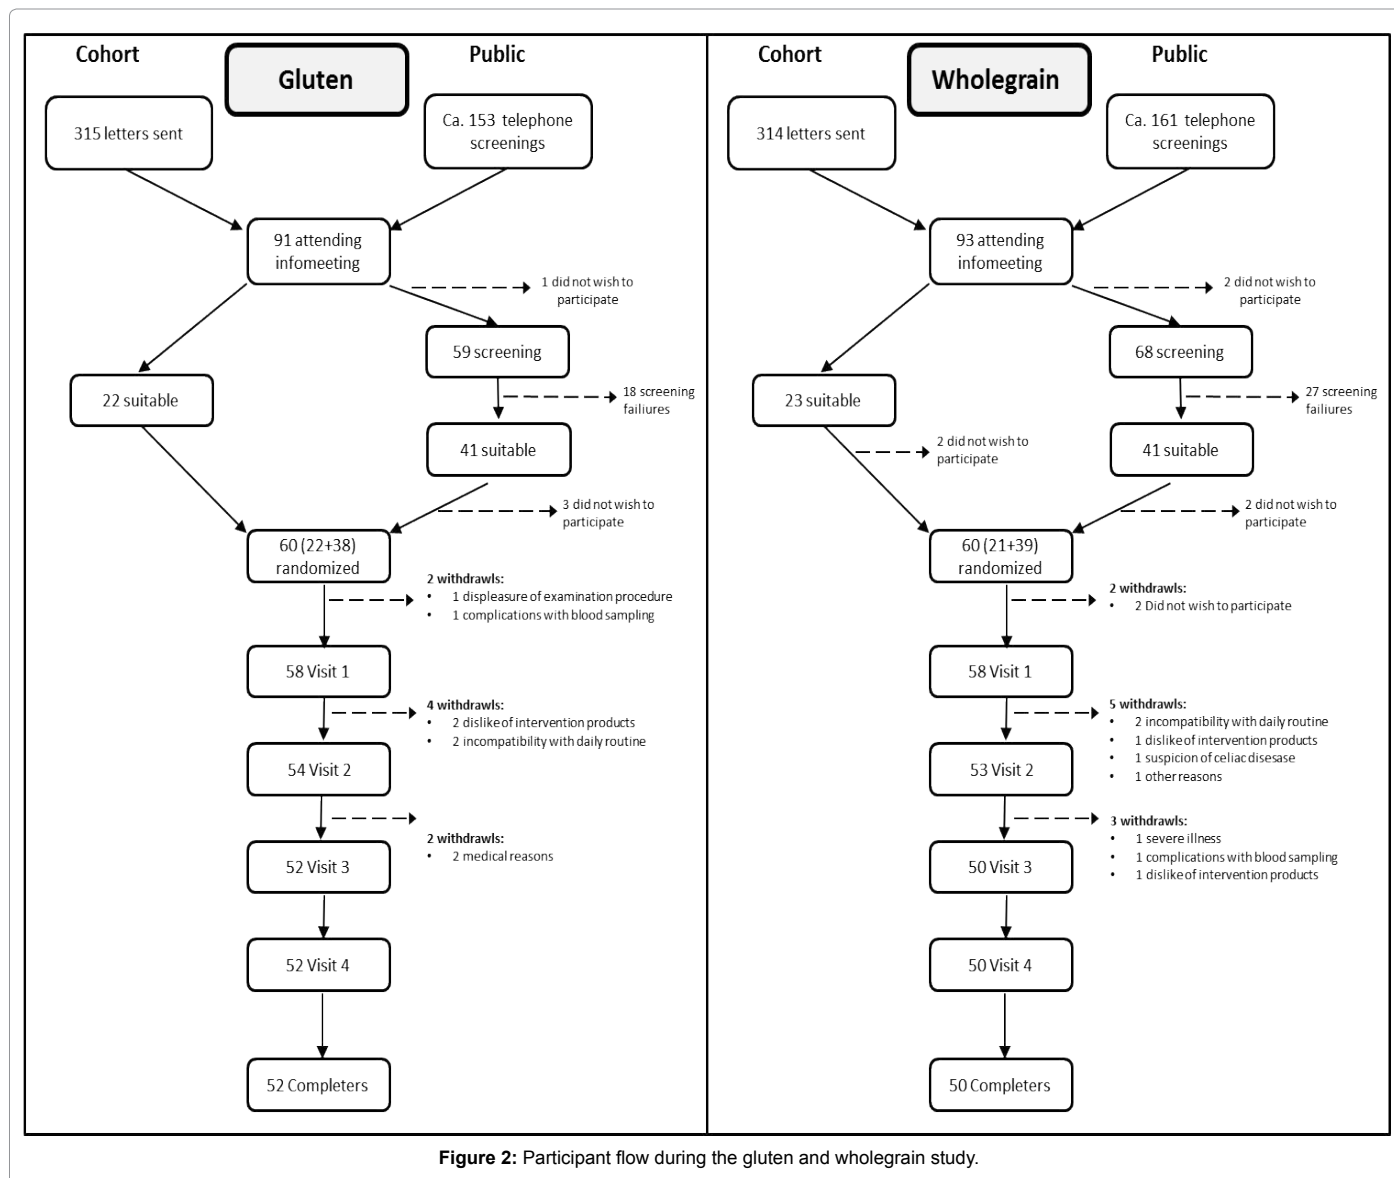 Cohort
Gluten
Public
315 letters sent
Ca. 153 telephone
screenings
91 attending
infomeeting
1 did not wish to
participate
59 screening
22 suitable
18 screening
failiures
41 suitable
3 did not wish to
participate
60 (22+38)
randomized
2 withdrawls:
• 1 displeasure of examination procedure
• 1 complications with blood sampling
58 Visit 1
4 withdrawls:
• 2 dislike of intervention products
• 2 incompatibility with daily routine
54 Visit 2
2 withdrawls:
• 2 medical reasons
52 Visit 3
52 Visit 4
52 Completers
Cohort
Wholegrain
Public
314 letters sent
Ca. 161 telephone
screenings
93 attending
infomeeting
2 did not wish to
participate
68 screening
23 suitable
27 screening
failiures
2 did not wish to
participate
41 suitable
2 did not wish to
participate
60 (21+39)
randomized
2 withdrawls:
• 2 Did not wish to participate
58 Visit 1
5 withdrawls:
• 2 incompatibility with daily routine
• 1 dislike of intervention products
• 1 suspicion of celiac disesase
• 1 other reasons
53 Visit 2
3 withdrawls:
• 1 severe illness
• 1 complications with blood sampling
• 1 dislike of intervention products
50 Visit 3
50 Visit 4
50 Completers
Figure 2: Participant flow during the gluten and wholegrain study.